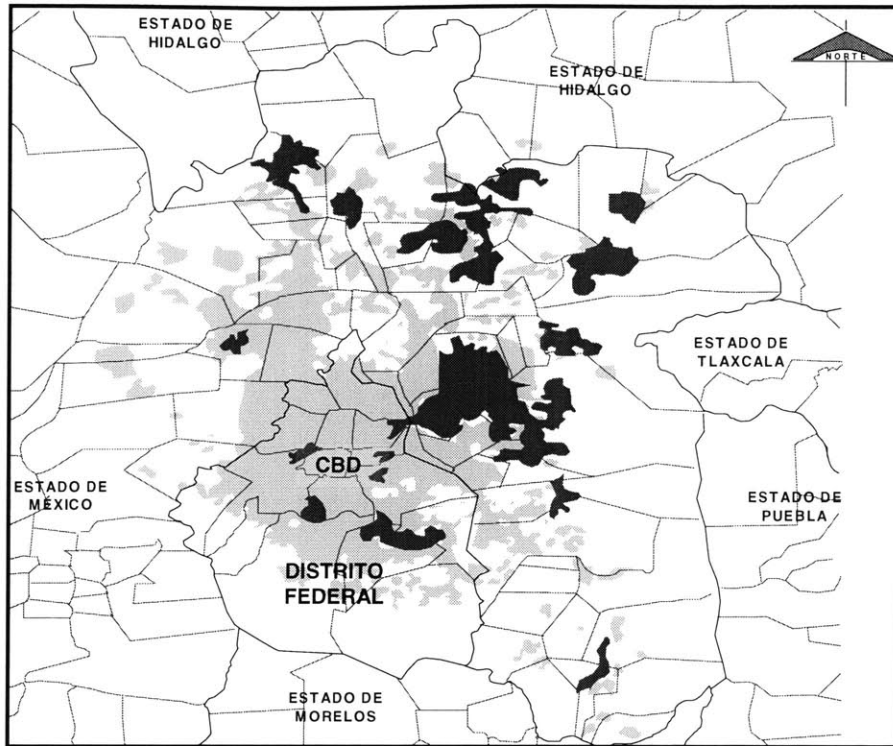 ESTADO DE
HIDALGO
ESTADO DE
HIDALGO
NORTE
ESTADO DE
TLAXCALA
CBD
ESTADO DE
MÉXICO
ESTADO DE
PUEBLA
DISTRITO
FEDERAL
ESTADO DE
MORELOS